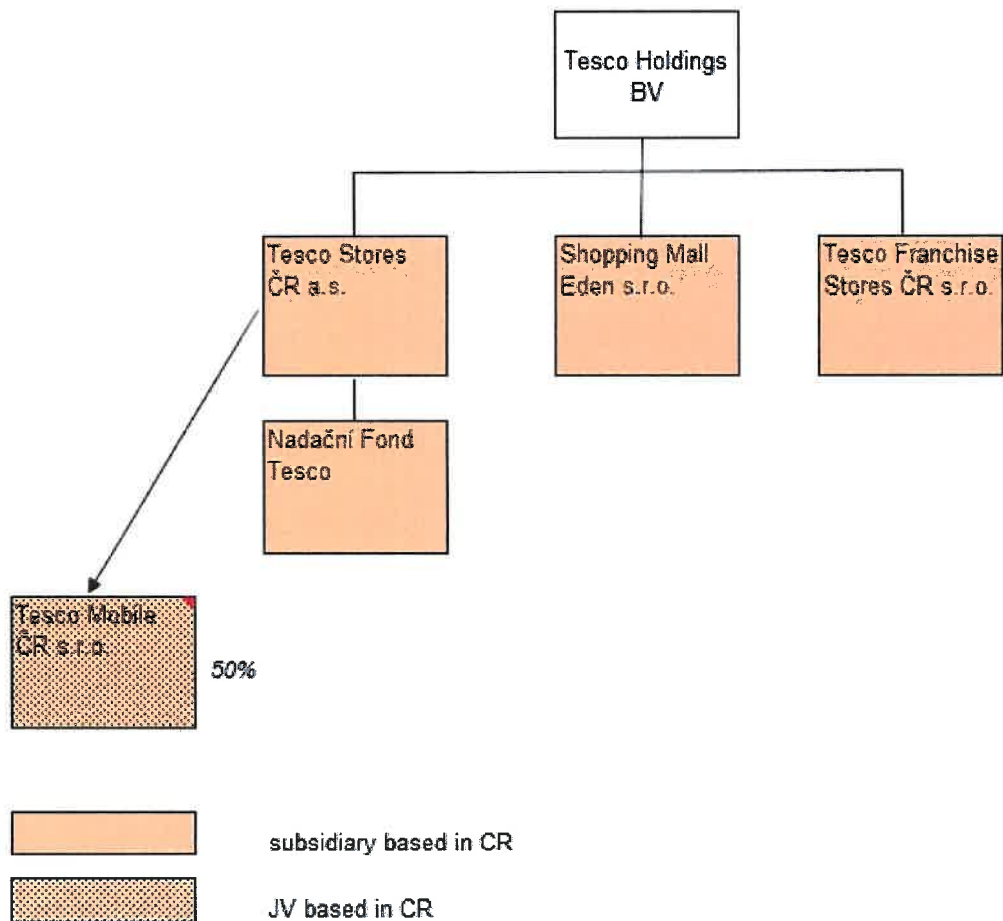 Tesco Holdings
BV
Tesco Stores
ČR a.s.
Shopping Mall
Eden s.r.o.
Tesco Franchise
Stores ČR s.r.o.
Nadační Fond
Tesco
Tesco Mobile
ČR s.r.o.
50%
subsidiary based in CR
JV based in CR